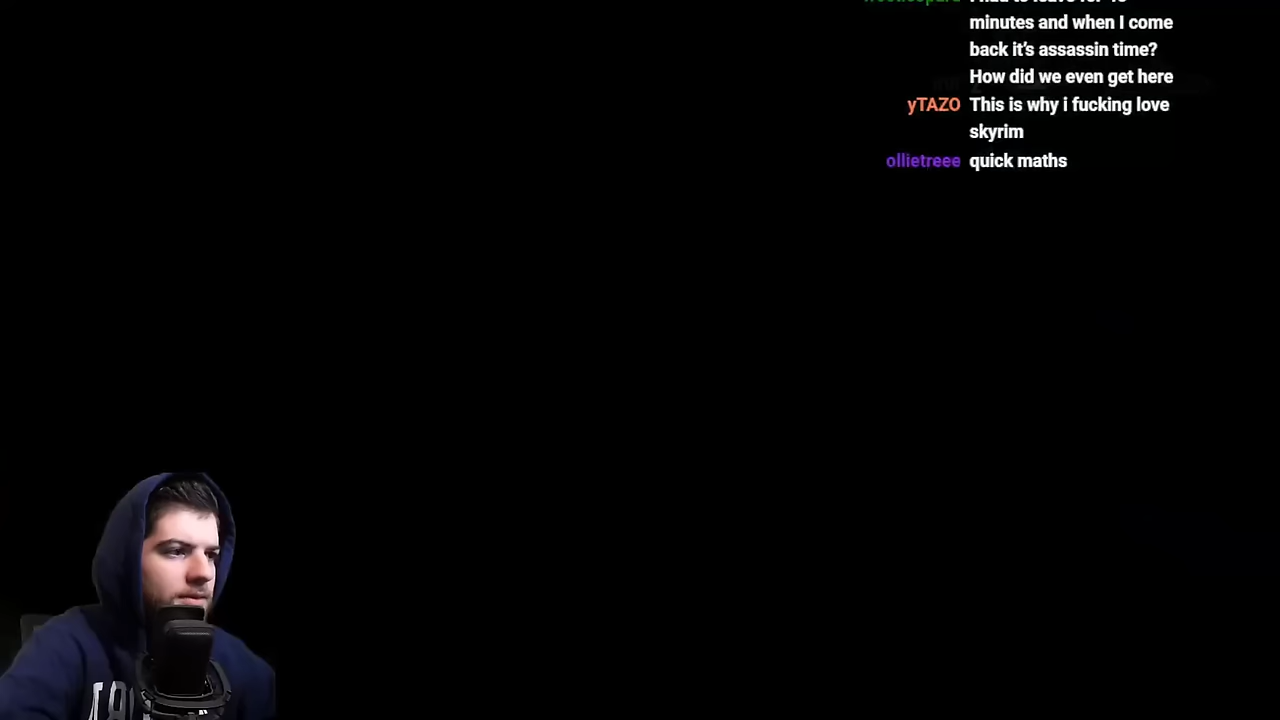 minutes and when I come
back it's assassin time?
How did we even get here
yTAZO This is why i fucking love
skyrim
ollietreee quick maths